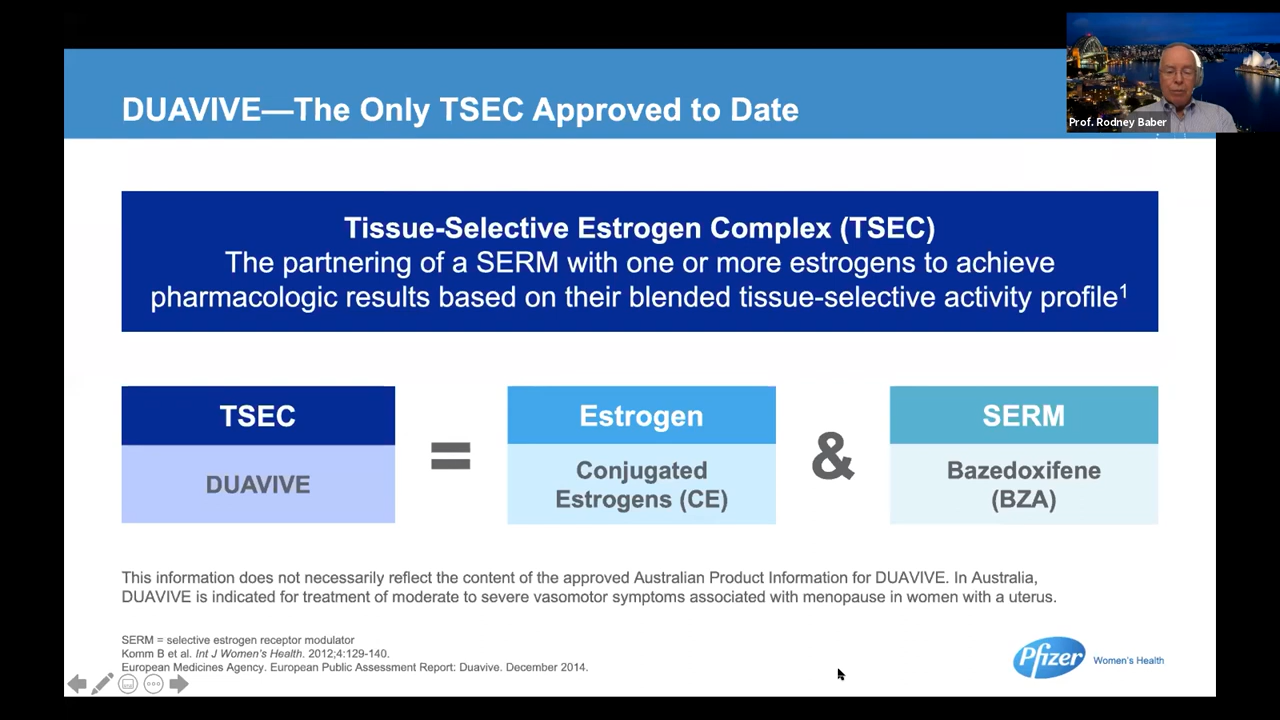 DUAVIVE—The Only TSEC Approved to Date
Prof. Rodney Baber
Tissue-Selective Estrogen Complex (TSEC)
The partnering of a SERM with one or more estrogens to achieve
pharmacologic results based on their blended tissue-selective activity profile1
TSEC
DUAVIVE
=
Estrogen
Conjugated
Estrogens (CE)
&
SERM
Bazedoxifene
(BZA)
This information does not necessarily reflect the content of the approved Australian Product Information for DUAVIVE. In Australia,
DUAVIVE is indicated for treatment of moderate to severe vasomotor symptoms associated with menopause in women with a uterus.
SERM = selective estrogen receptor modulator
Komm B et al. Int J Women's Health. 2012;4:129-140.
European Medicines Agency. European Public Assessment Report: Duavive. December 2014.
Pfizer Women's Health